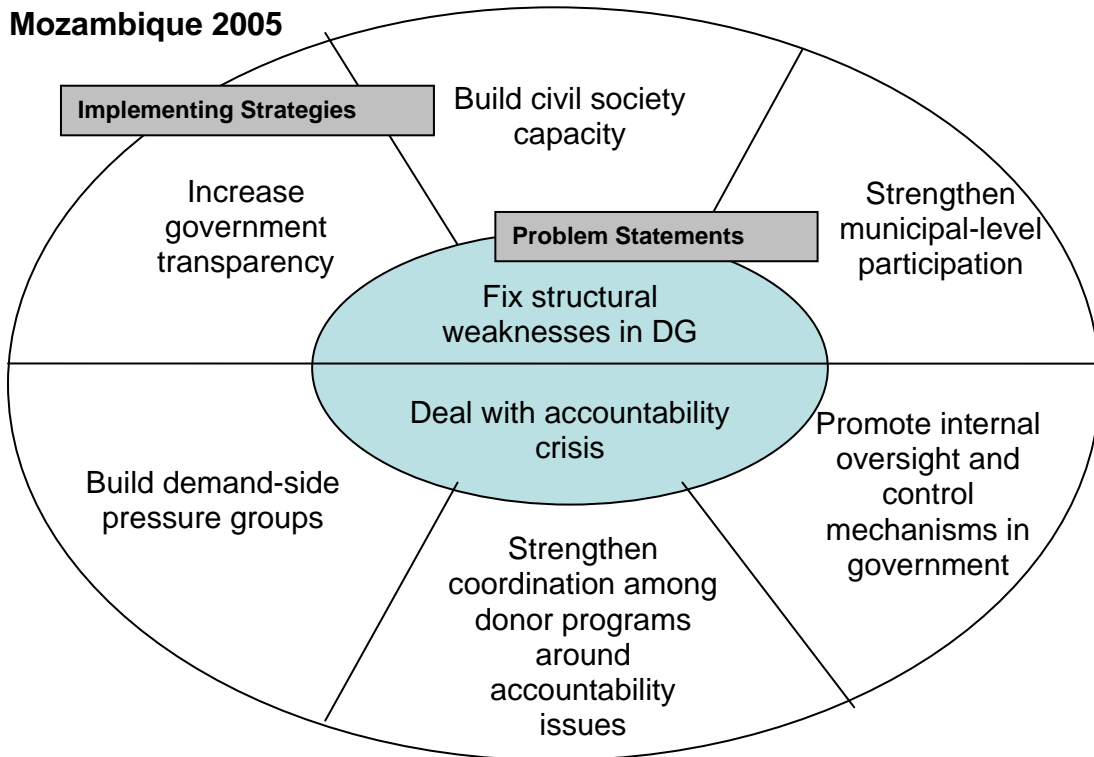 Mozambique 2005
Implementing Strategies
Build civil society
capacity
Increase
government
transparency
Strengthen
municipal-level
participation
Problem Statements
Fix structural
weaknesses in DG
Deal with accountability
crisis
Build demand-side
pressure groups
Strengthen
coordination among
donor programs
around
accountability
issues
Promote internal
oversight and
control
mechanisms in
government